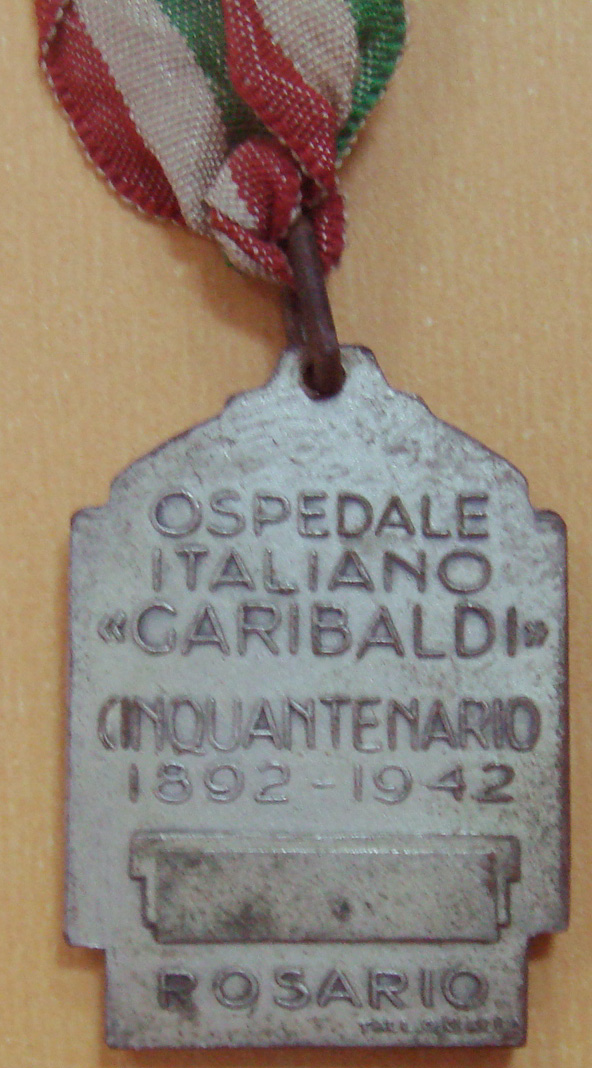 OSPEDALE
ITALIANO
«GARIBALDI»
CINQUANTENARIO
1892-1942
ROSARIO